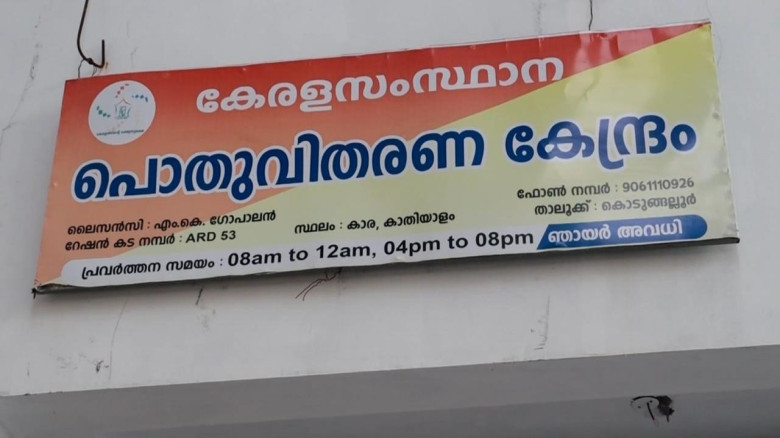 കേരളസംസ്ഥാന
പൊതുവിതരണ കേന്ദ്രം
ലൈസൻസി : എം.കെ. ഗോപാലൻ
റേഷൻ കട നമ്പർ : ARD 53
സ്ഥലം : കാര, കാതിയാളം
ഫോൺ നമ്പർ : 9061110926
താലൂക്ക് : കൊടുങ്ങല്ലൂർ
പ്രവർത്തന സമയം : 08am to 12am, 04pm to 08pm ഞായർ അവധി